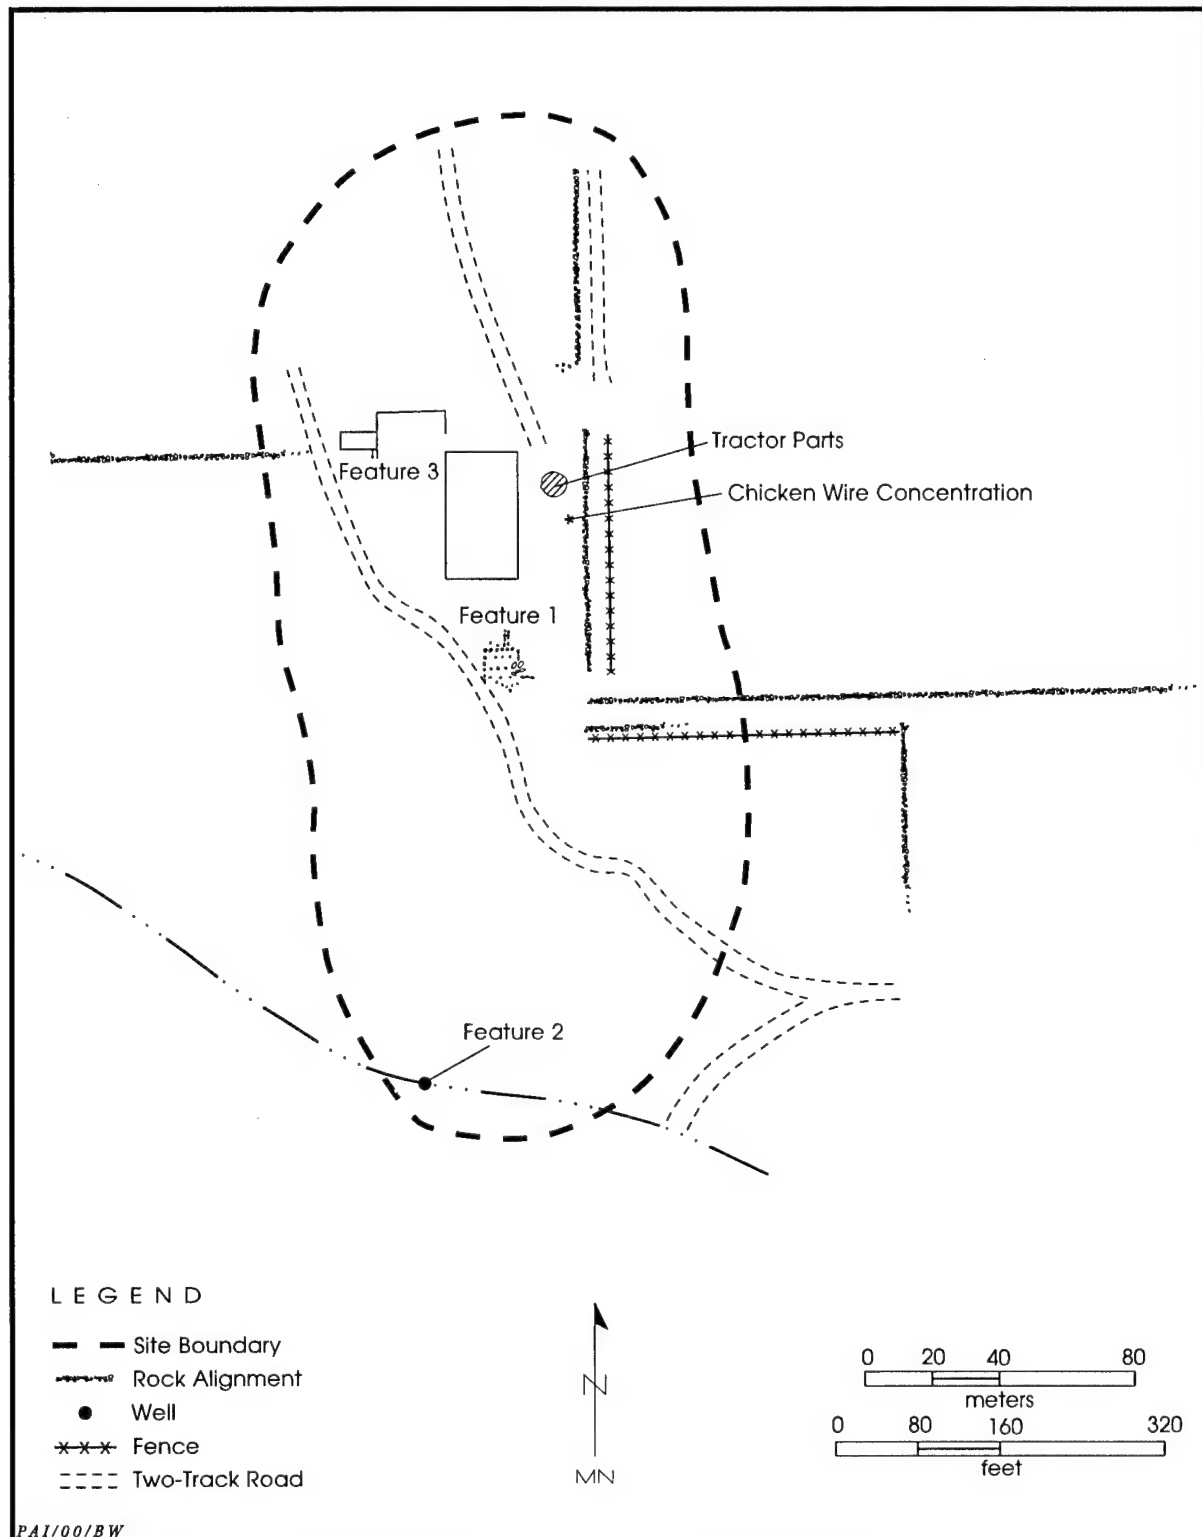 Tractor Parts
Feature 3
Chicken Wire Concentration
Feature 1
Feature 2
LEGEND
Site Boundary
Rock Alignment
Well
Fence
Two-Track Road
N
MN
0 20 40 80
meters
0 80 160 320
feet
PAI/00/BW